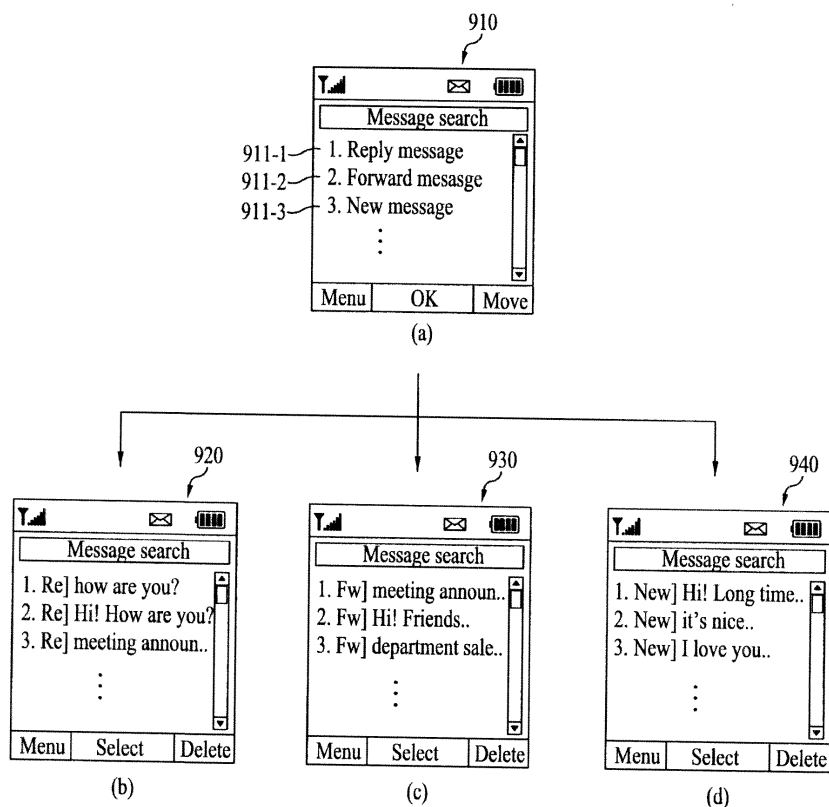 910
Message search
911-1 1. Reply message
911-2 2. Forward mesasge
911-3 3. New message
Menu OK Move
(a)
920
Message search
1. Re] how are you?
2. Re] Hi! How are you?
3. Re] meeting announ..
Menu Select Delete
(b)
930
Message search
1. Fw] meeting announ..
2. Fw] Hi! Friends..
3. Fw] department sale..
Menu Select Delete
(c)
940
Message search
1. New] Hi! Long time..
2. New] it's nice..
3. New] I love you..
Menu Select Delete
(d)